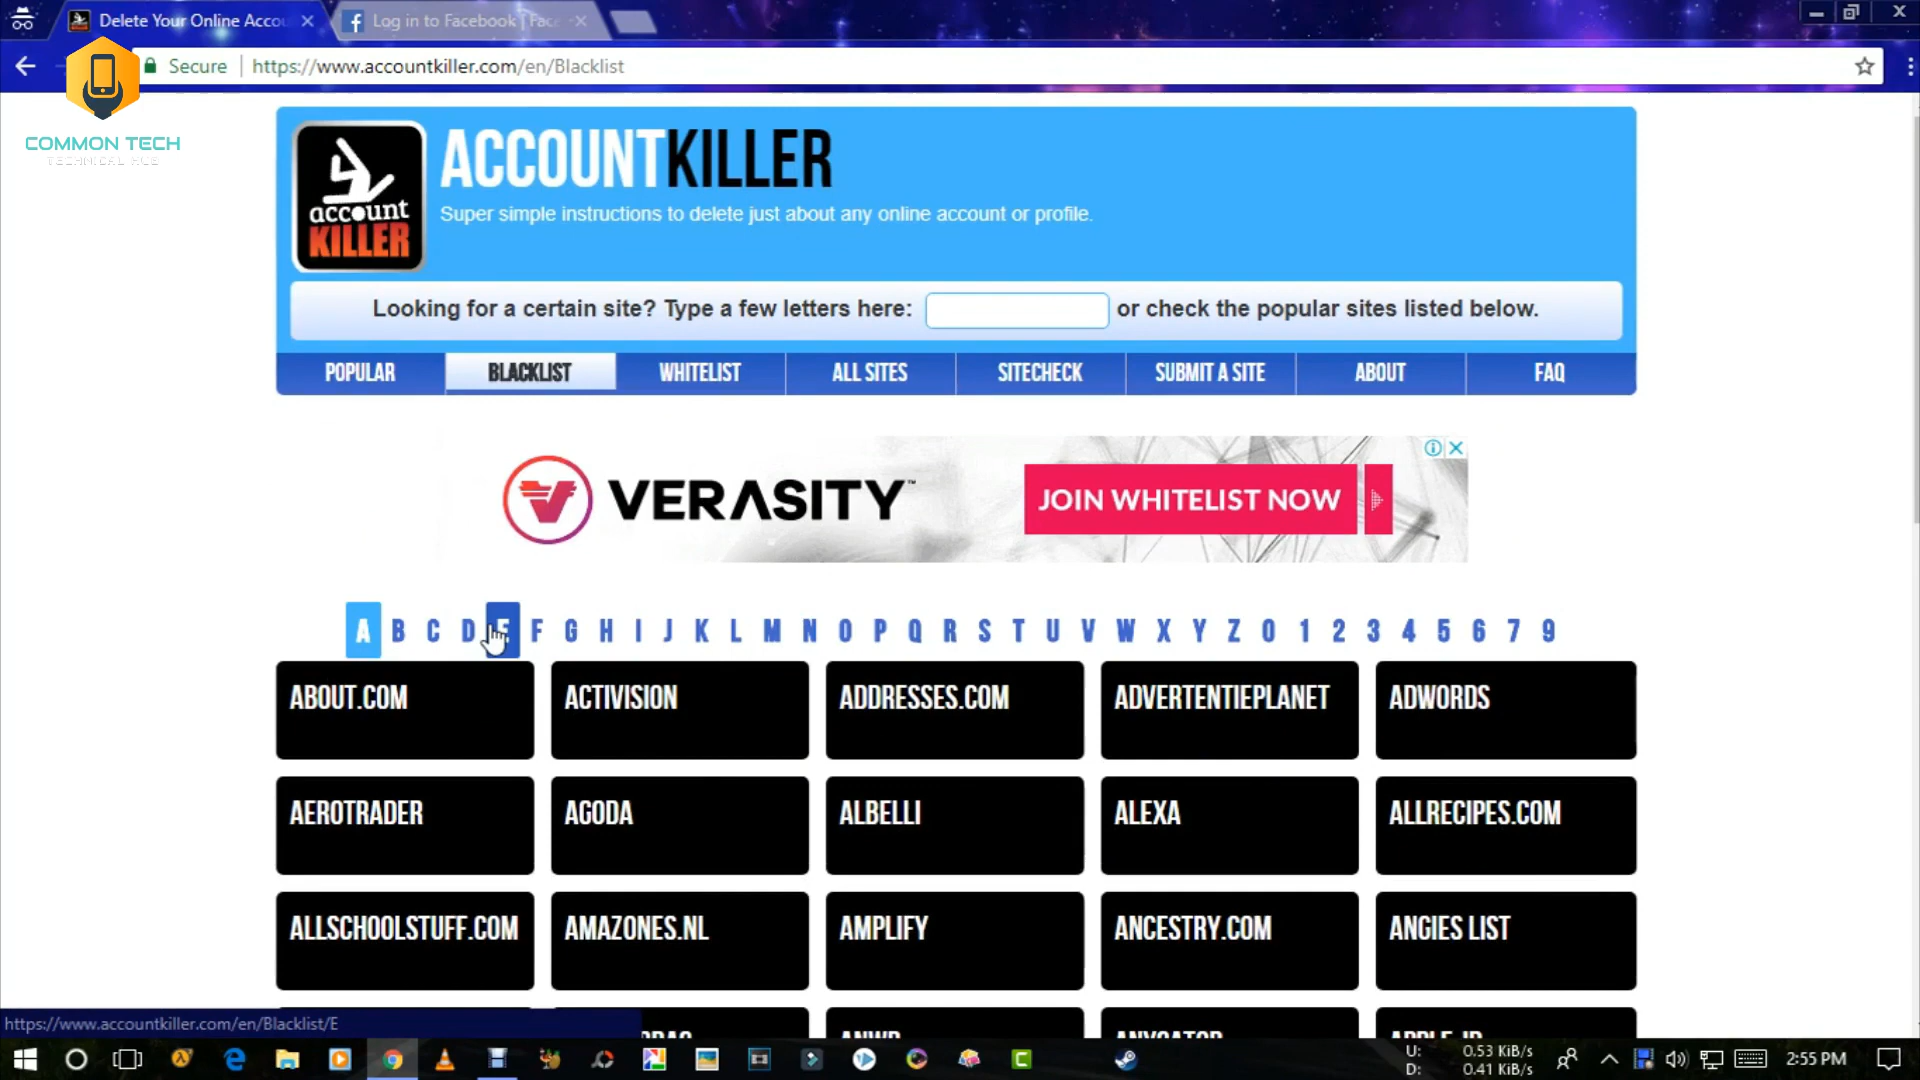 Delete Your Online Accou
Log in to Facebook | Face
Secure
https://www.accountkiller.com/en/Blacklist
COMMON TECH
account
KILLER
ACCOUNTKILLER
Super simple instructions to delete just about any online account or profile.
Looking for a certain site? Type a few letters here: or check the popular sites listed below.
POPULAR BLACKLIST WHITELIST ALL SITES SITECHECK SUBMIT A SITE ABOUT FAQ
VERASITY™
JOIN WHITELIST NOW
A B C D E F G H I J K L M N O P Q R S T U V W X Y Z 0 1 2 3 4 5 6 7 9
ABOUT.COM ACTIVISION ADDRESSES.COM ADVERTENTIEPLANET ADWORDS
AEROTRADER AGODA ALBELLI ALEXA ALLRECIPES.COM
ALLSCHOOLSTUFF.COM AMAZONES.NL AMPLIFY ANCESTRY.COM ANGIES LIST
https://www.accountkiller.com/en/Blacklist/E
U: 0.53 KiB/s
D: 0.41 KiB/s
2:55 PM